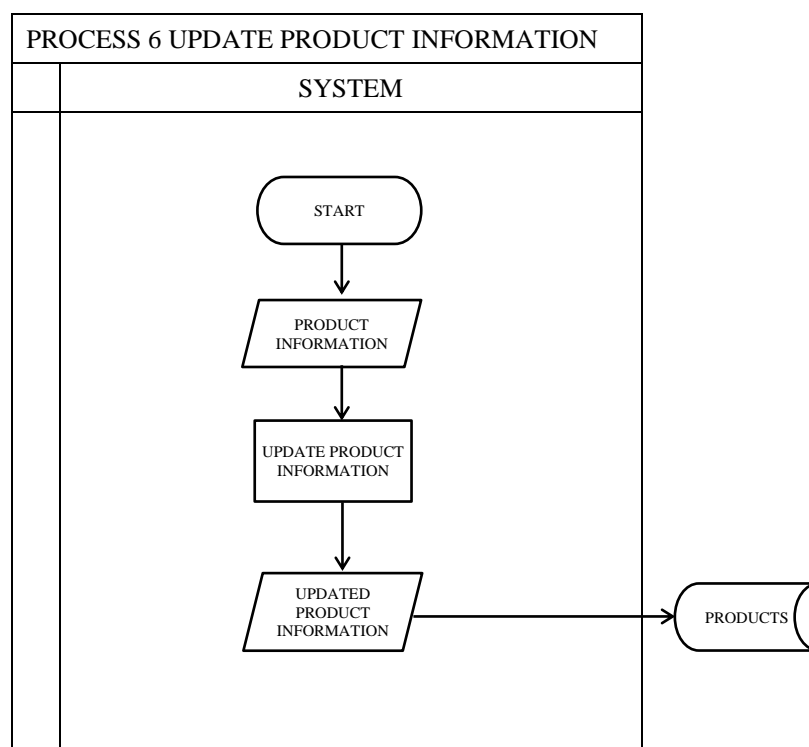 PROCESS 6 UPDATE PRODUCT INFORMATION
SYSTEM
START
PRODUCT
INFORMATION
UPDATE PRODUCT
INFORMATION
UPDATED
PRODUCT
INFORMATION
PRODUCTS